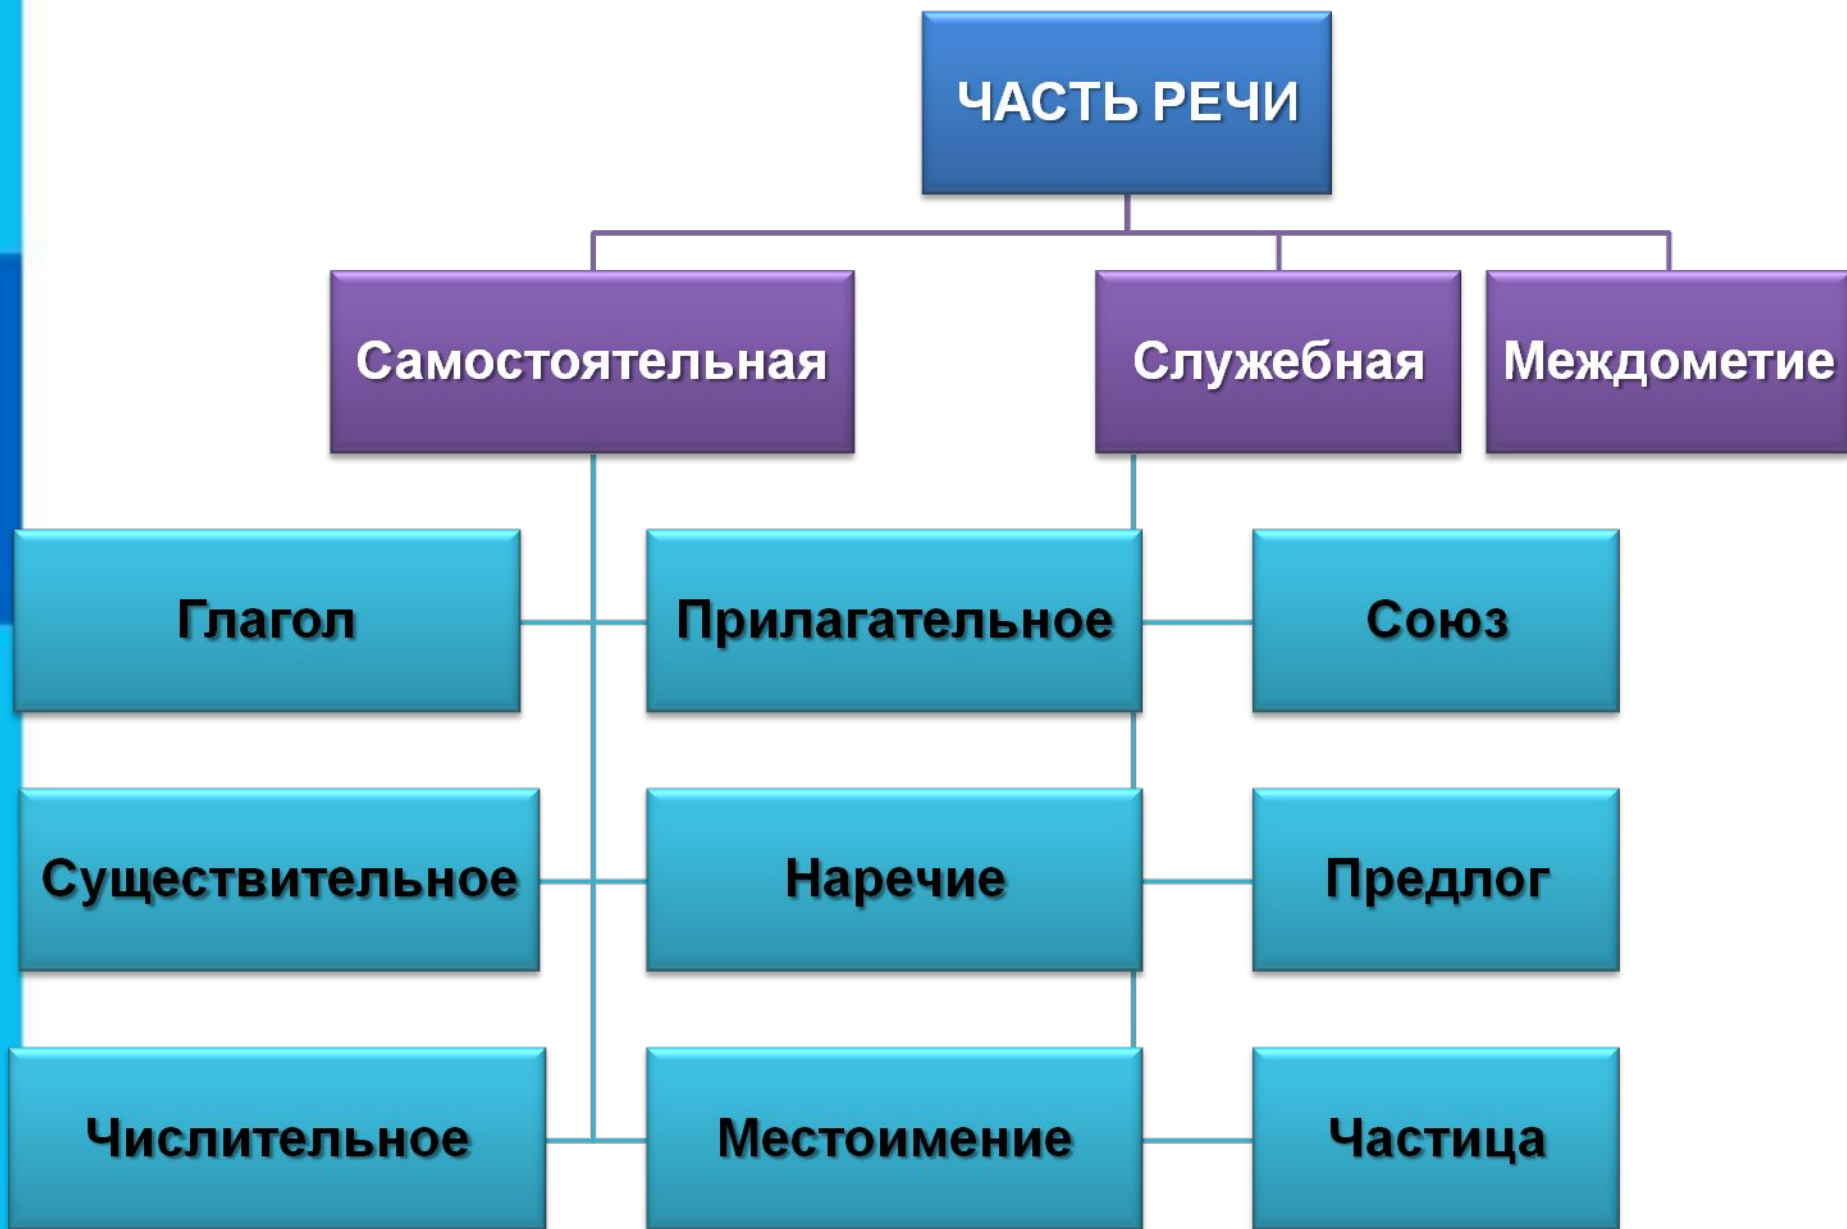 ЧАСТЬ РЕЧИ
Самостоятельная
Служебная
Междометие
Глагол
Прилагательное
Союз
Существительное
Наречие
Предлог
Числительное
Местоимение
Частица